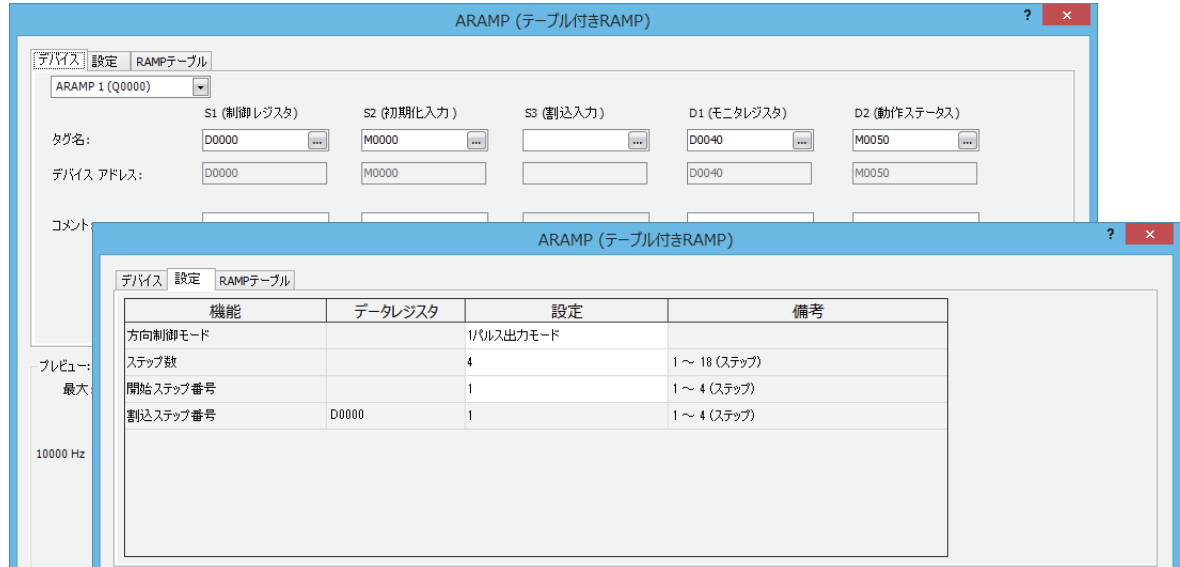 ARAMP (テーブル付きRAMP)
? ×
デバイス 設定 RAMPテーブル
ARAMP 1 (Q0000)
S1 (制御レジスタ) S2 (初期化入力) S3 (割込入力) D1 (モニタレジスタ) D2 (動作ステータス)
タグ名: D0000 ... M0000 ... ... D0040 ... M0050 ...
デバイス アドレス: D0000 M0000 D0040 M0050
コメント:
プレビュー:
最大:
10000 Hz
ARAMP (テーブル付きRAMP)
? ×
デバイス 設定 RAMPテーブル
機能 データレジスタ 設定 備考
方向制御モード 1パルス出力モード
ステップ数 4 1 ～ 18 (ステップ)
開始ステップ番号 1 1 ～ 4 (ステップ)
割込ステップ番号 D0000 1 1 ～ 4 (ステップ)